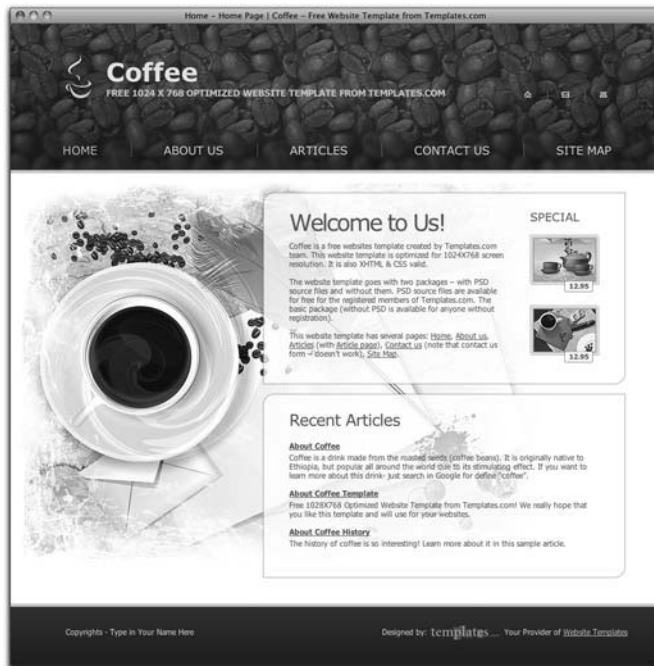 Home – Home Page | Coffee – Free Website Template from Templates.com
Coffee
FREE 1024 X 768 OPTIMIZED WEBSITE TEMPLATE FROM TEMPLATES.COM
HOME ABOUT US ARTICLES CONTACT US SITE MAP
Welcome to Us!
Coffee is a free websites template created by Templates.com
team. This website template is optimized for 1024X768 screen
resolution. It is also XHTML & CSS valid.
The website template goes with two packages – with PSD
source files and without them. PSD source files are available
for free for the registered members of Templates.com. The
basic package (without PSD is available for anyone without
registration).
This website template has several pages: Home, About us,
Articles (with Article page), Contact us (note that contact us
form – doesn't work), Site Map.
SPECIAL
12.95
12.95
Recent Articles
About Coffee
Coffee is a drink made from the roasted seeds (coffee beans). It is originally native to
Ethiopia, but popular all around the world due to its stimulating effect. If you want to
learn more about this drink- just search in Google for define "coffee".
About Coffee Template
Free 1028X768 Optimized Website Template from Templates.com! We really hope that
you like this template and will use for your websites.
About Coffee History
The history of coffee is so interesting! Learn more about it in this sample article.
Copyrights - Type in Your Name Here
Designed by: templates Your Provider of Website Templates